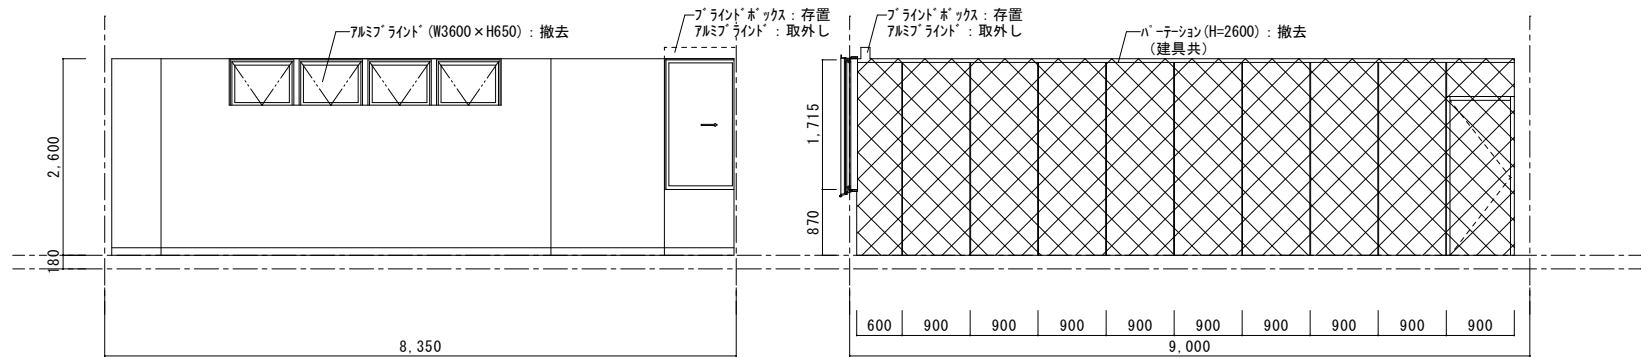 ﾌﾞﾗｲﾝﾄﾞﾎﾞｯｸｽ：存置
ｱﾙﾐﾌﾞﾗｲﾝﾄﾞ：取外し
ｱﾙﾐﾌﾞﾗｲﾝﾄﾞ(W3600×H650)：撤去
ﾌﾞﾗｲﾝﾄﾞﾎﾞｯｸｽ：存置
ｱﾙﾐﾌﾞﾗｲﾝﾄﾞ：取外し
ﾊﾟｰﾃｰｼｮﾝ(H=2600)：撤去
(建具共)
2,600
180
8,350
1,715
870
600 900 900 900 900 900 900 900 900 900
9,000